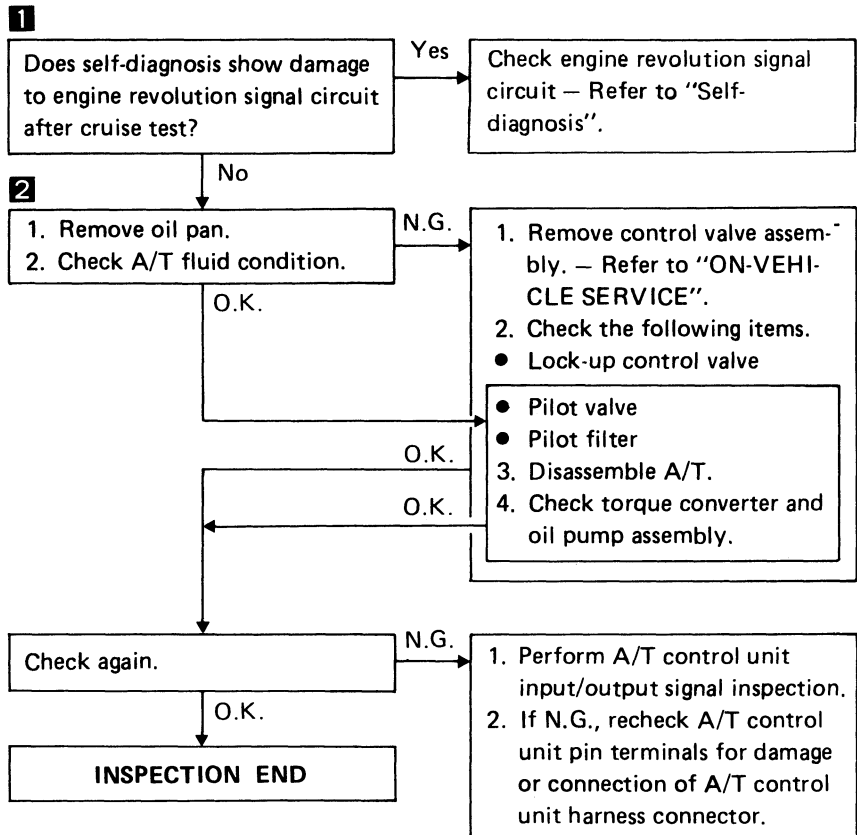 1
Does self-diagnosis show damage
to engine revolution signal circuit
after cruise test?
Yes
Check engine revolution signal
circuit — Refer to "Self-
diagnosis".
No
2
1. Remove oil pan.
2. Check A/T fluid condition.
N.G.
O.K.
1. Remove control valve assem-
bly. — Refer to "ON-VEHI-
CLE SERVICE".
2. Check the following items.
● Lock-up control valve
● Pilot valve
● Pilot filter
3. Disassemble A/T.
4. Check torque converter and
oil pump assembly.
O.K.
O.K.
Check again.
N.G.
O.K.
1. Perform A/T control unit
input/output signal inspection.
2. If N.G., recheck A/T control
unit pin terminals for damage
or connection of A/T control
unit harness connector.
INSPECTION END